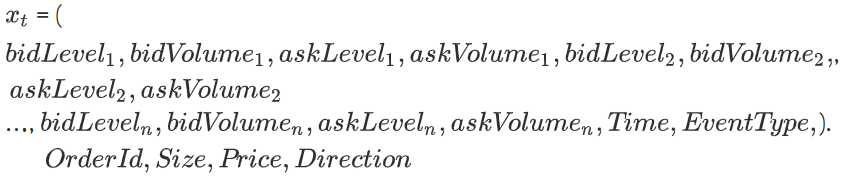 x_t = (
bidLevel_1, bidVolume_1, askLevel_1, askVolume_1, bidLevel_2, bidVolume_2,,
askLevel_2, askVolume_2
..., bidLevel_n, bidVolume_n, askLevel_n, askVolume_n, Time, EventType,).
OrderId, Size, Price, Direction